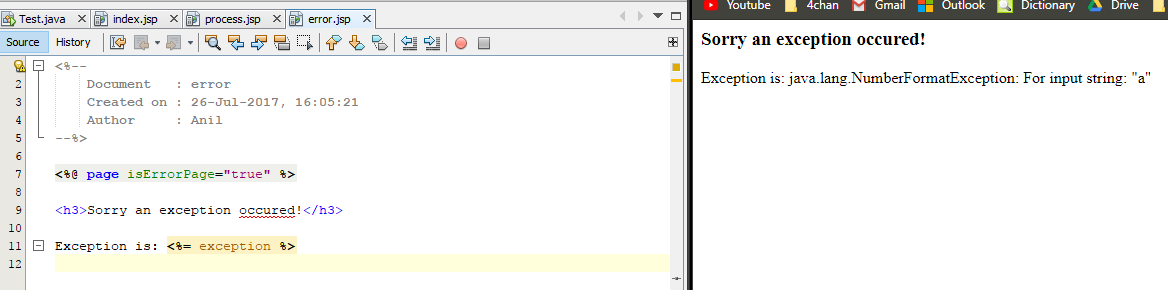 Test.java index.jsp process.jsp error.jsp
Source History
<%--
2 Document : error
3 Created on : 26-Jul-2017, 16:05:21
4 Author : Anil
5 --%>
6
7 <%@ page isErrorPage="true" %>
8
9 <h3>Sorry an exception occured!</h3>
10
11 Exception is: <%= exception %>
12
Youtube 4chan Gmail Outlook Dictionary Drive
Sorry an exception occured!
Exception is: java.lang.NumberFormatException: For input string: "a"